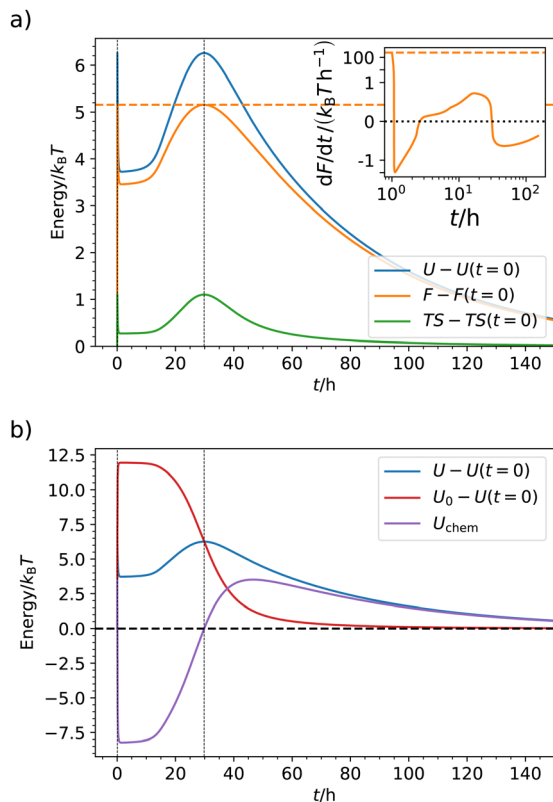 a)
6
5
4
3
2
1
0
Energy/k_BT
0 20 40 60 80 100 120 140
t/h
100
1
0
-1
dF/dt/(k_BTh⁻¹)
10⁰ 10¹ 10²
t/h
U − U(t = 0)
F − F(t = 0)
TS − TS(t = 0)
b)
12.5
10.0
7.5
5.0
2.5
0.0
−2.5
−5.0
−7.5
Energy/k_BT
0 20 40 60 80 100 120 140
t/h
U − U(t = 0)
U₀ − U(t = 0)
U_chem